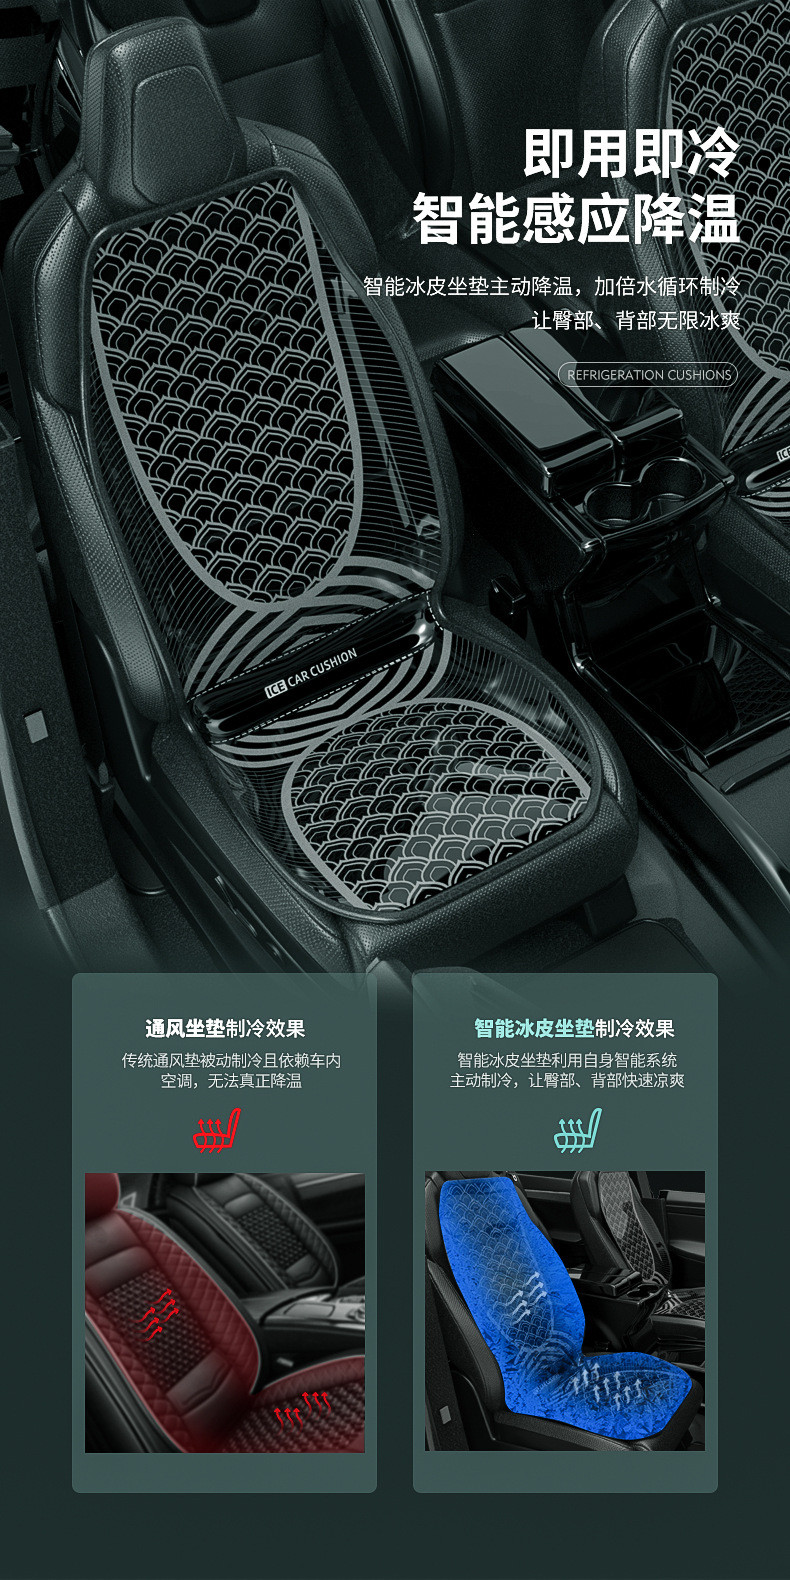 即用即冷
智能感应降温
智能冰皮坐垫主动降温，加倍水循环制冷
让臀部、背部无限冰爽
REFRIGERATION CUSHIONS
ICE
ICE CAR CUSHION
通风坐垫制冷效果
传统通风垫被动制冷且依赖车内
空调，无法真正降温
智能冰皮坐垫制冷效果
智能冰皮坐垫利用自身智能系统
主动制冷，让臀部、背部快速凉爽